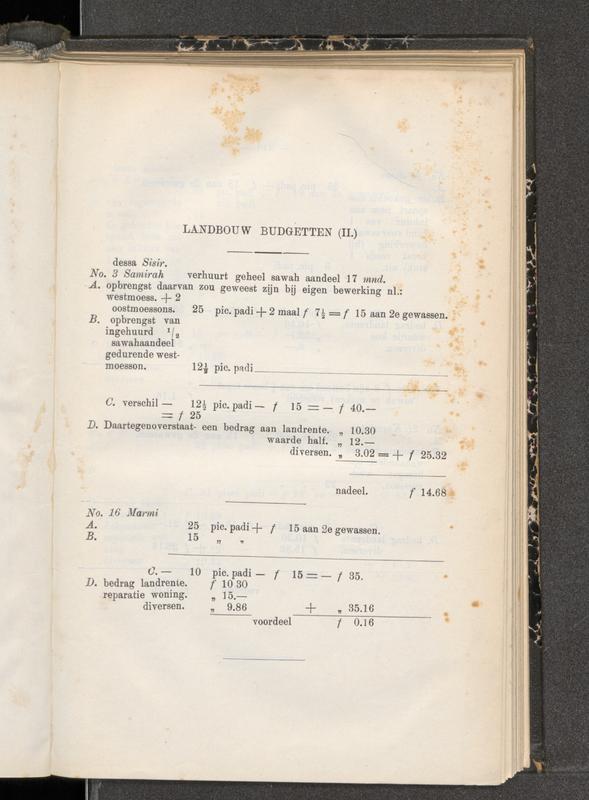 LANDBOUW BUDGETTEN (II.)
dessa Sisir.
No. 3 Samirah verhuurt geheel sawah aandeel 17 mnd.
A. opbrengst daarvan zou geweest zijn bij eigen bewerking nl.:
westmoess. + 2
oostmoessons. 25 pic. padi + 2 maal f 7½ = f 15 aan 2e gewassen.
B. opbrengst van
ingehuurd 1/2
sawahaandeel
gedurende west-
moesson. 12½ pic. padi
C. verschil — 12½ pic. padi — f 15 = — f 40.—
= f 25
D. Daartegenoverstaat- een bedrag aan landrente. „ 10.30
waarde half. „ 12.—
diversen. „ 3.02 = + f 25.32
nadeel. f 14.68
No. 16 Marmi
A. 25 pic. padi + f 15 aan 2e gewassen.
B. 15 „ „
C. — 10 pic. padi — f 15 = — f 35.
D. bedrag landrente. f 10 30
reparatie woning. „ 15.—
diversen. „ 9.86 + „ 35.16
voordeel f 0.16